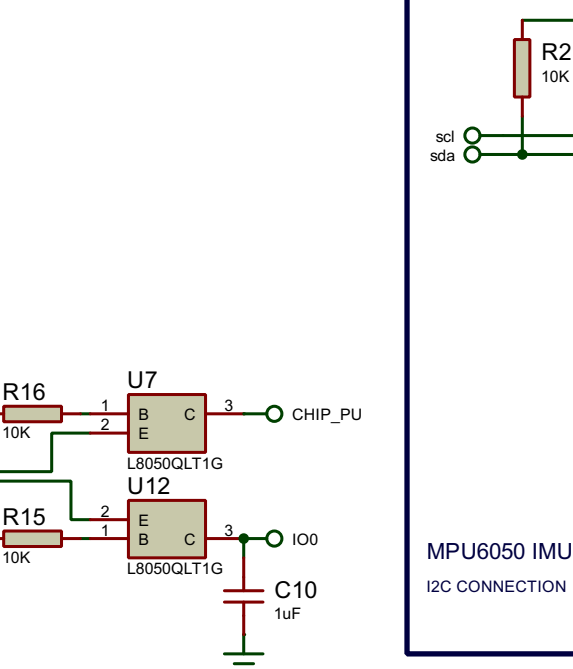 R2
10K
scl
sda
R16
10K
1
2
U7
B
C
E
3
CHIP_PU
L8050QLT1G
U12
R15
10K
2
1
E
B
C
3
IO0
L8050QLT1G
C10
1uF
MPU6050 IMU
I2C CONNECTION